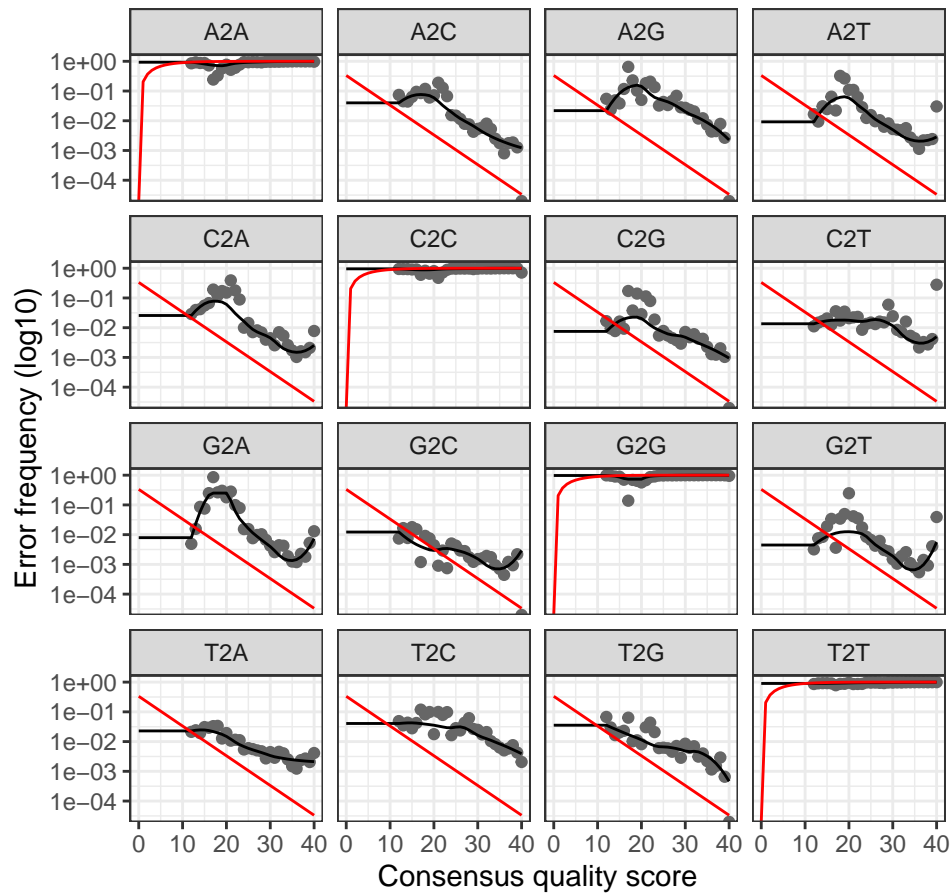 A2A A2C A2G A2T
1e+00
1e−01
1e−02
1e−03
1e−04
C2A C2C C2G C2T
1e+00
1e−01
1e−02
1e−03
1e−04
G2A G2C G2G G2T
1e+00
1e−01
1e−02
1e−03
1e−04
T2A T2C T2G T2T
1e+00
1e−01
1e−02
1e−03
1e−04
0 10 20 30 40 0 10 20 30 40 0 10 20 30 40 0 10 20 30 40
Consensus quality score
Error frequency (log10)